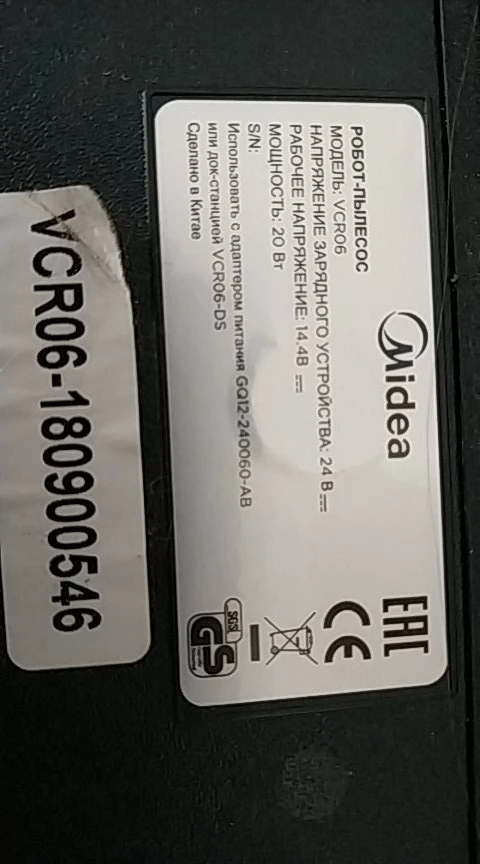 Midea
РОБОТ-ПЫЛЕСОС
МОДЕЛЬ: VCR06
НАПРЯЖЕНИЕ ЗАРЯДНОГО УСТРОЙСТВА: 24 В
РАБОЧЕЕ НАПРЯЖЕНИЕ: 14.4В
МОЩНОСТЬ: 20 Вт
S/N:
Использовать с адаптером питания GQ12-240060-AB
или док-станцией VCR06-DS
Сделано в Китае
EAC
CE
SGS
GS
VCR06-180900546